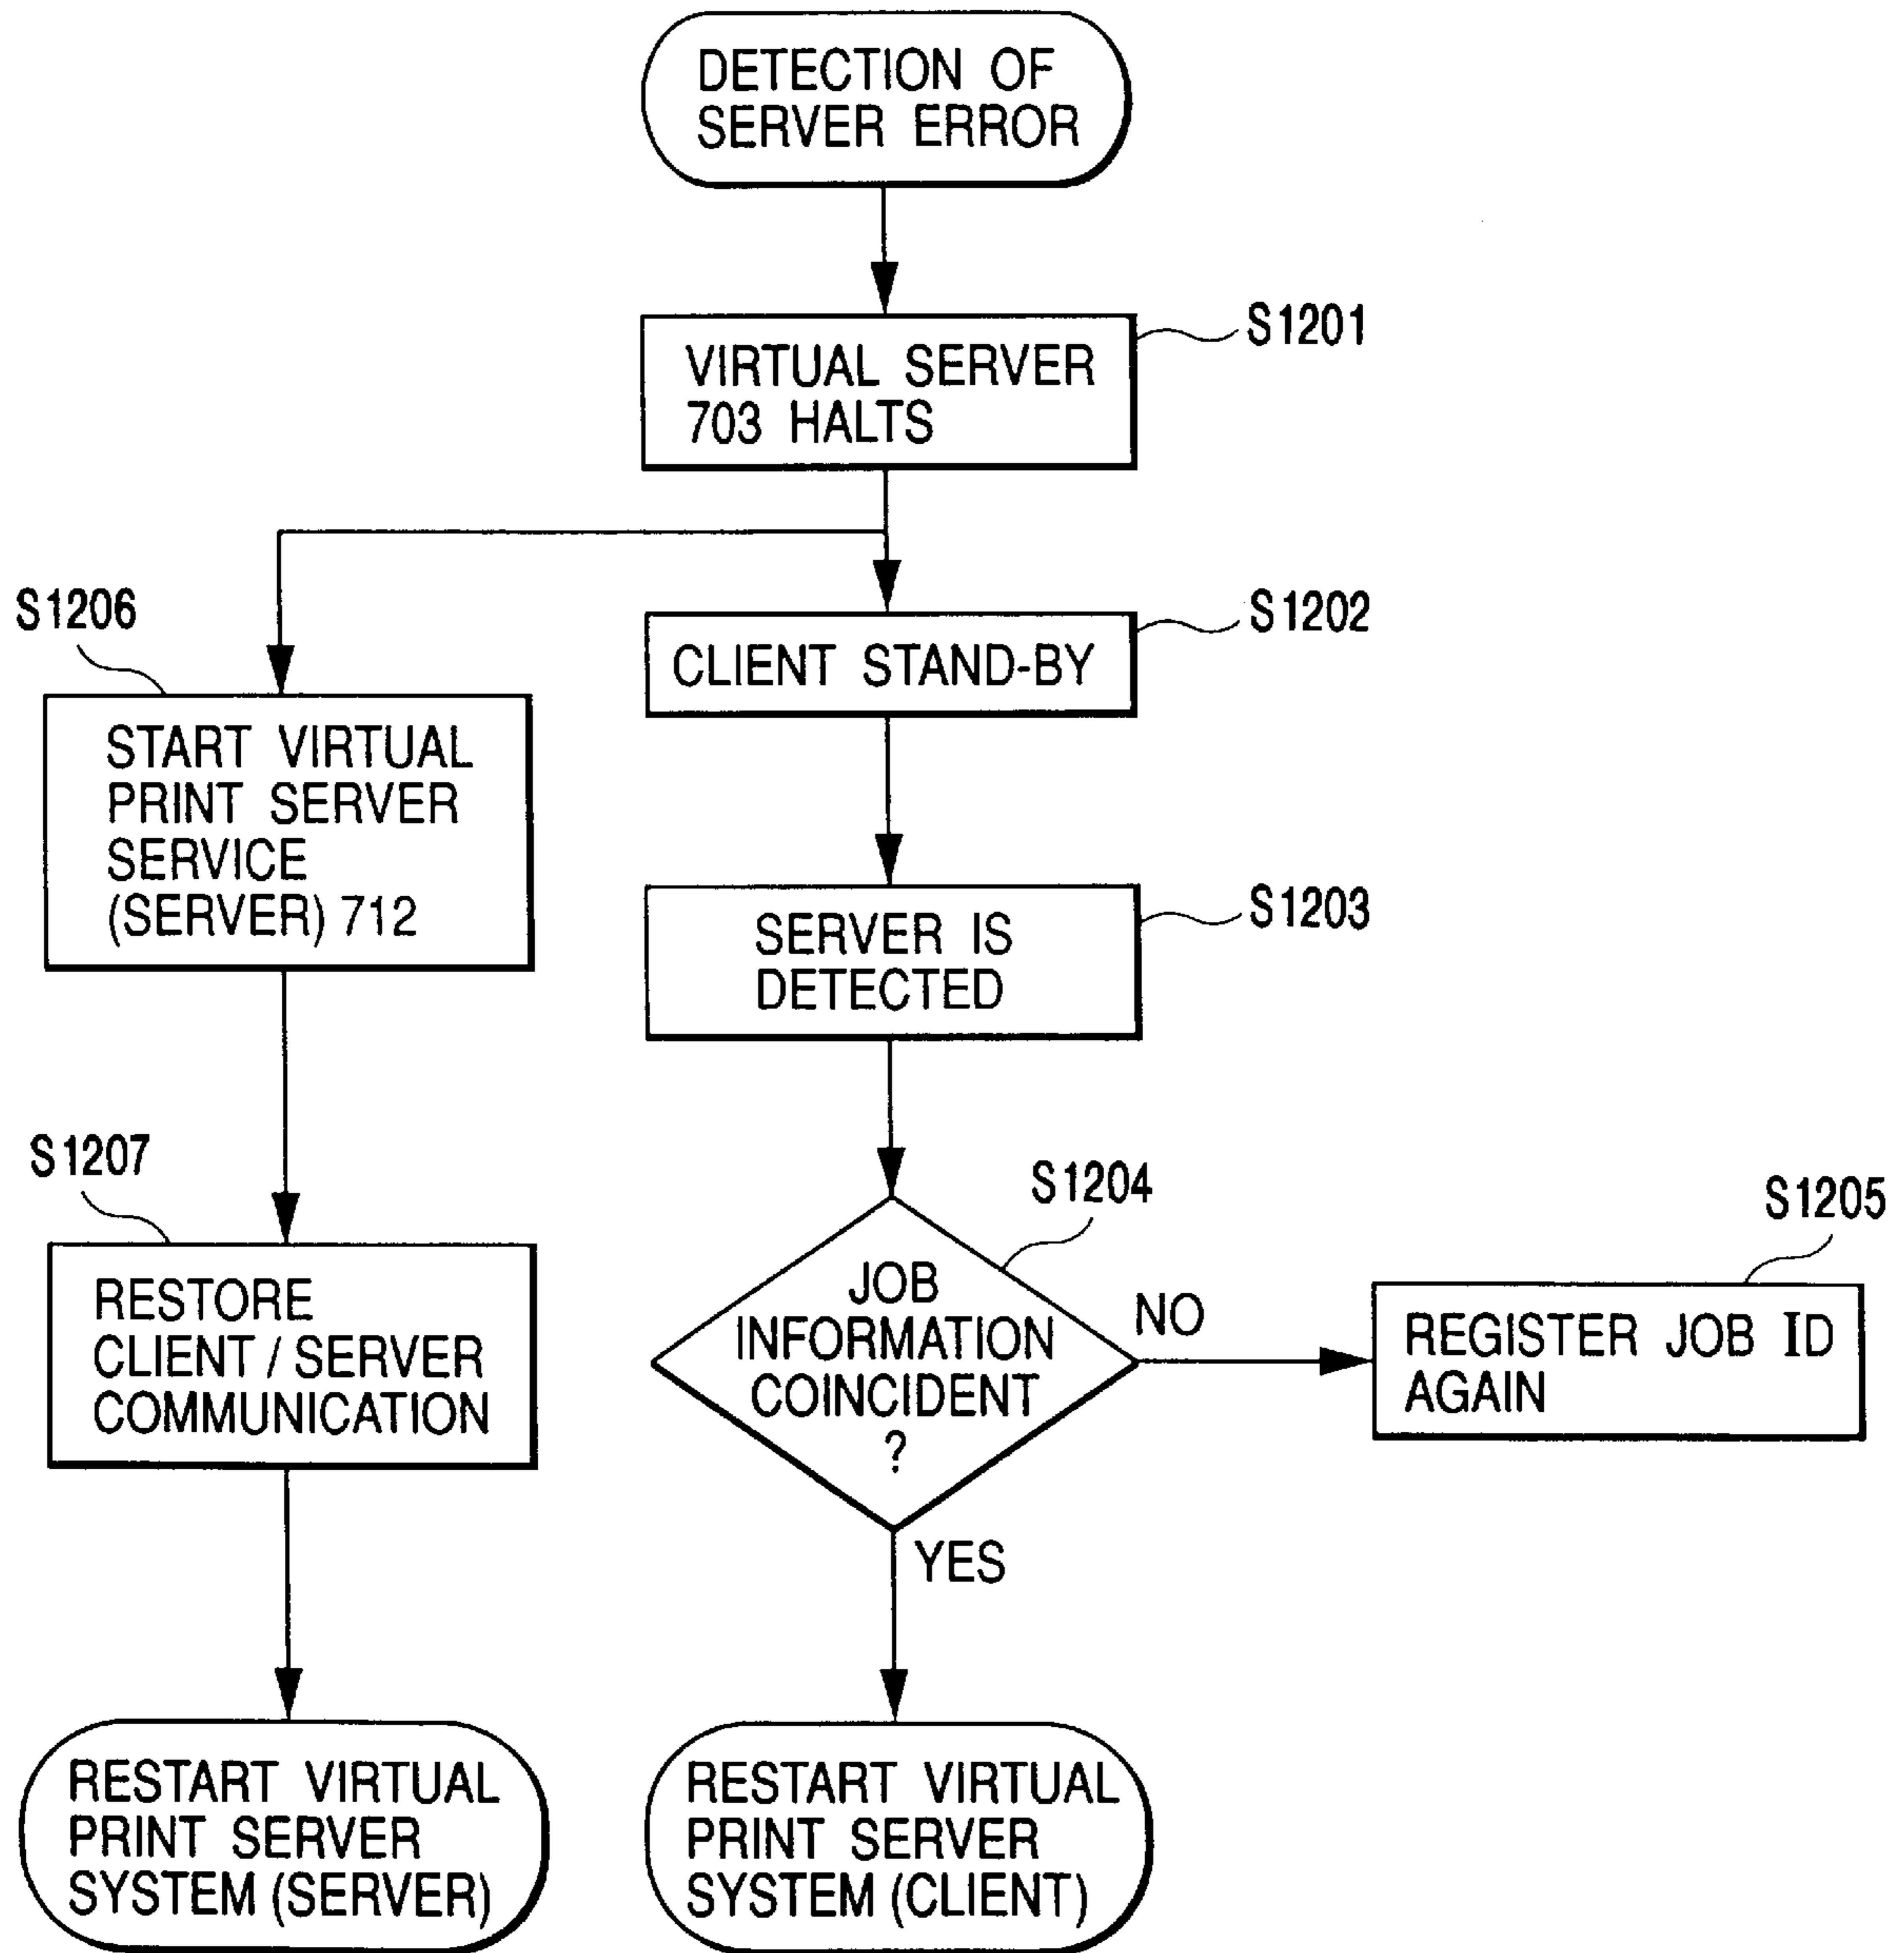 DETECTION OF
SERVER ERROR
S1201
VIRTUAL SERVER
703 HALTS
S1206
S1202
CLIENT STAND-BY
START VIRTUAL
PRINT SERVER
SERVICE
(SERVER) 712
S1203
SERVER IS
DETECTED
S1207
RESTORE
CLIENT / SERVER
COMMUNICATION
S1204
JOB
INFORMATION
COINCIDENT
?
NO
YES
S1205
REGISTER JOB ID
AGAIN
RESTART VIRTUAL
PRINT SERVER
SYSTEM (SERVER)
RESTART VIRTUAL
PRINT SERVER
SYSTEM (CLIENT)